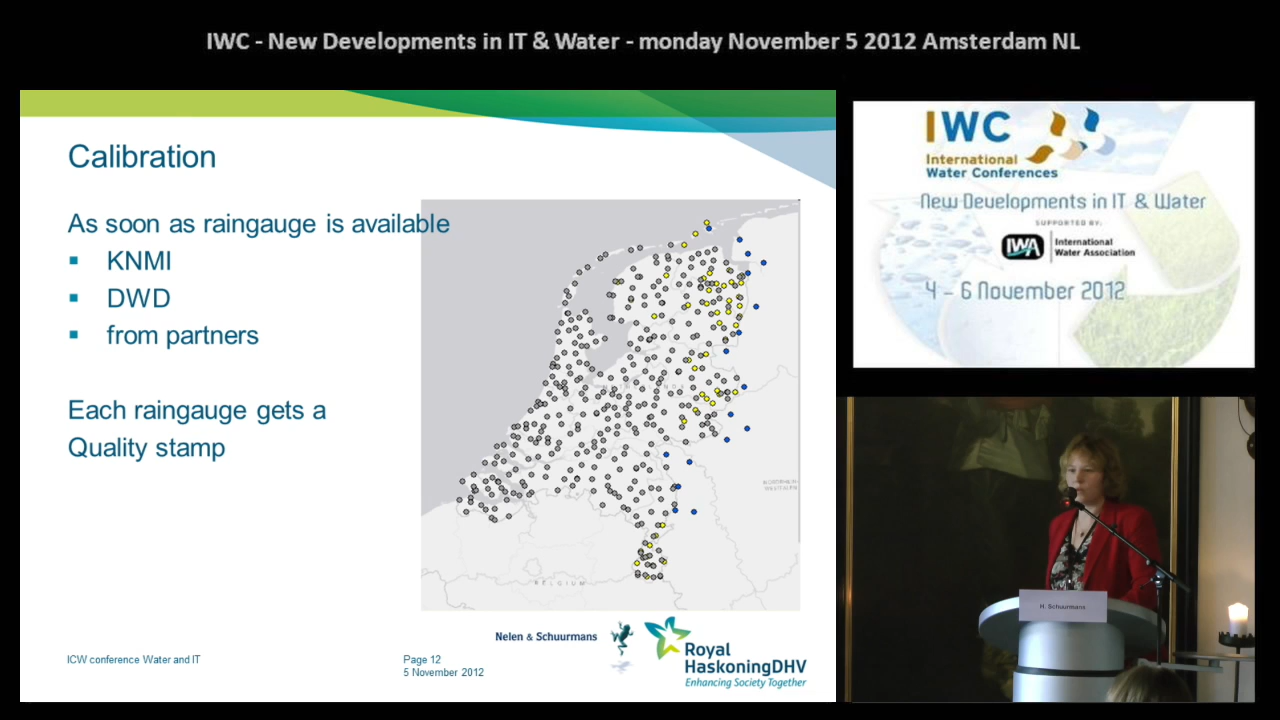 IWC - New Developments in IT & Water - monday November 5 2012 Amsterdam NL
Calibration
As soon as raingauge is available
▪ KNMI
▪ DWD
▪ from partners
Each raingauge gets a
Quality stamp
BELGIUM
Nelen & Schuurmans
Royal
HaskoningDHV
Enhancing Society Together
ICW conference Water and IT
Page 12
5 November 2012
IWC
International
Water Conferences
New Developments in IT & Water
SUPPORTED BY:
IWA
International
Water Association
4 - 6 November 2012
H. Schuurmans